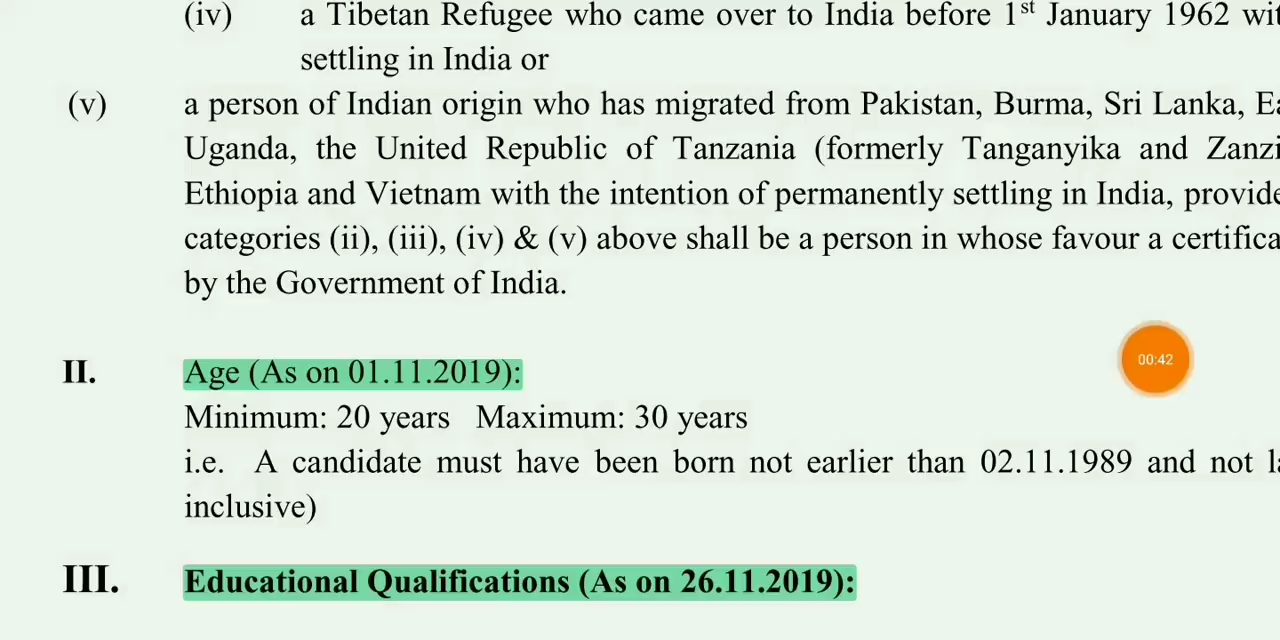 (iv) a Tibetan Refugee who came over to India before 1st January 1962
settling in India or
(v) a person of Indian origin who has migrated from Pakistan, Burma, Sri Lanka,
Uganda, the United Republic of Tanzania (formerly Tanganyika and
Ethiopia and Vietnam with the intention of permanently settling in India,
categories (ii), (iii), (iv) & (v) above shall be a person in whose favour a
by the Government of India.
II. Age (As on 01.11.2019):
00:42
Minimum: 20 years Maximum: 30 years
i.e. A candidate must have been born not earlier than 02.11.1989 and not
inclusive)
III. Educational Qualifications (As on 26.11.2019):